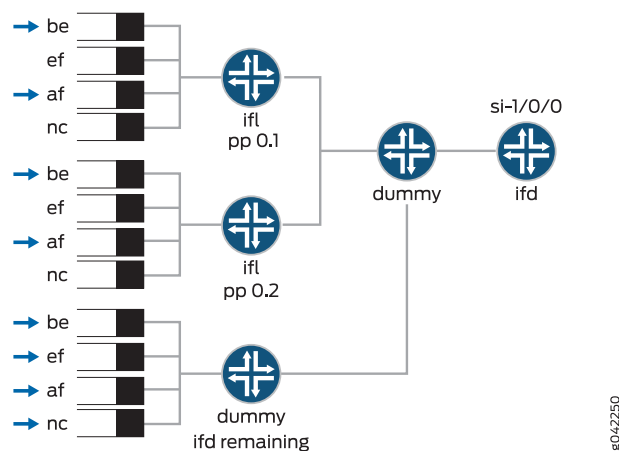 be
ef
af
nc
ifl
pp 0.1
be
ef
af
nc
ifl
pp 0.2
be
ef
af
nc
dummy
ifd remaining
dummy
si-1/0/0
ifd
g042250